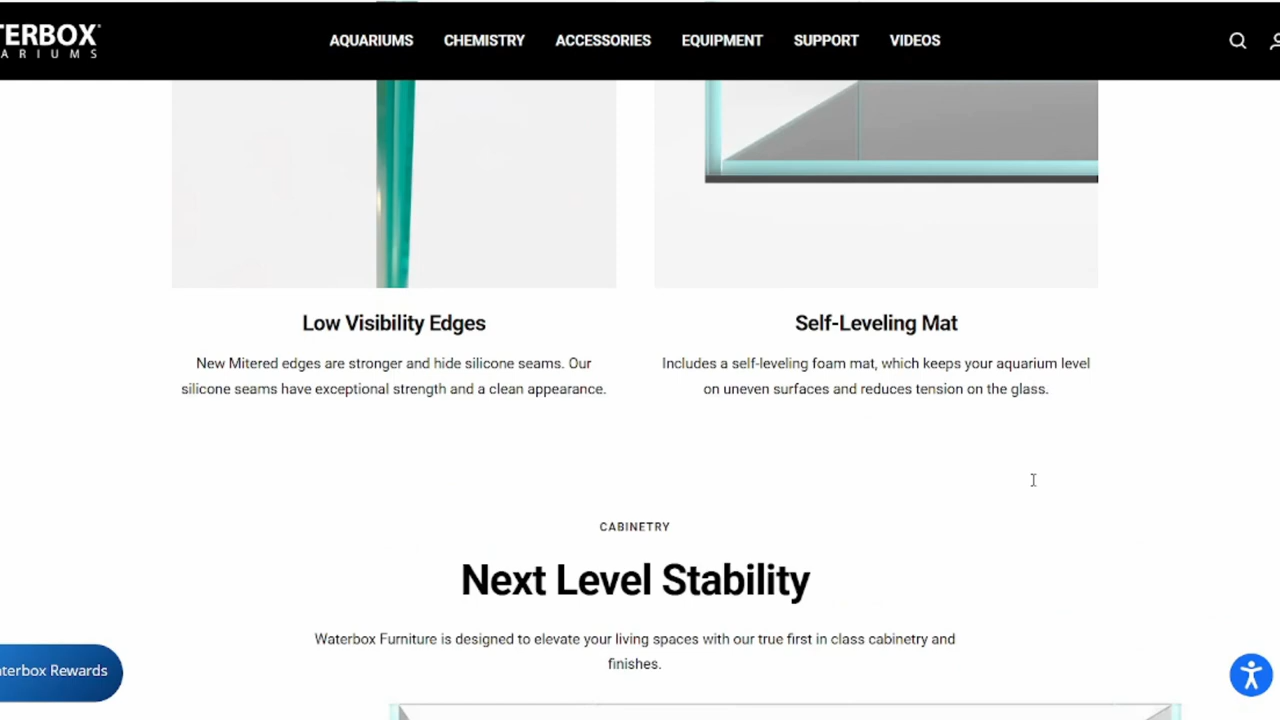 TERBOX
ARIUMS
AQUARIUMS CHEMISTRY ACCESSORIES EQUIPMENT SUPPORT VIDEOS
Low Visibility Edges
New Mitered edges are stronger and hide silicone seams. Our
silicone seams have exceptional strength and a clean appearance.
Self-Leveling Mat
Includes a self-leveling foam mat, which keeps your aquarium level
on uneven surfaces and reduces tension on the glass.
CABINETRY
Next Level Stability
Waterbox Furniture is designed to elevate your living spaces with our true first in class cabinetry and
finishes.
terbox Rewards